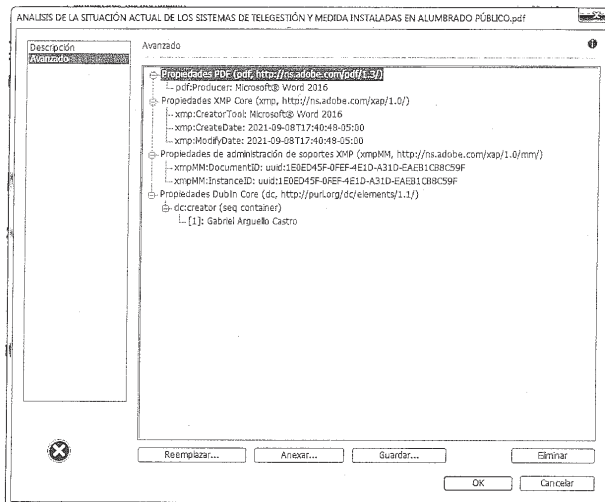 ANALISIS DE LA SITUACIÓN ACTUAL DE LOS SISTEMAS DE TELEGESTIÓN Y MEDIDA INSTALADAS EN ALUMBRADO PÚBLICO.pdf
Descripción
Avanzado
Avanzado
Propiedades PDF (pdf, http://ns.adobe.com/pdf/1.3/)
pdf:Producer: Microsoft® Word 2016
Propiedades XMP Core (xmp, http://ns.adobe.com/xap/1.0/)
xmp:CreatorTool: Microsoft® Word 2016
xmp:CreateDate: 2021-09-08T17:40:48-05:00
xmp:ModifyDate: 2021-09-08T17:40:48-05:00
Propiedades de administración de soportes XMP (xmpMM, http://ns.adobe.com/xap/1.0/mm/)
xmpMM:DocumentID: uuid:1E0ED45F-0FEF-4E1D-A31D-EAEB1CB8C59F
xmpMM:InstanceID: uuid:1E0ED45F-0FEF-4E1D-A31D-EAEB1CB8C59F
Propiedades Dublin Core (dc, http://purl.org/dc/elements/1.1/)
dc:creator (seq container)
[1]: Gabriel Arguello Castro
Reemplazar...
Anexar...
Guardar...
Eliminar
OK
Cancelar